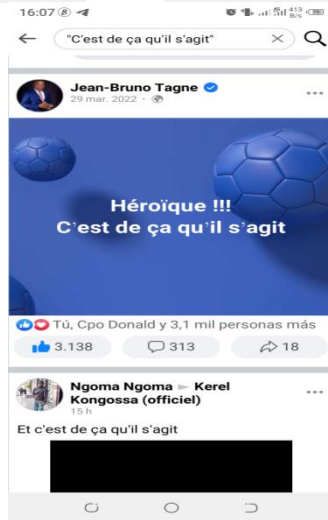 16:07
413 B/s
"C'est de ça qu'il s'agit"
Jean-Bruno Tagne
29 mar. 2022
Héroïque !!!
C'est de ça qu'il s'agit
Tú, Cpo Donald y 3,1 mil personas más
3.138
313
18
Ngoma Ngoma ► Kerel
Kongossa (officiel)
15 h
Et c'est de ça qu'il s'agit